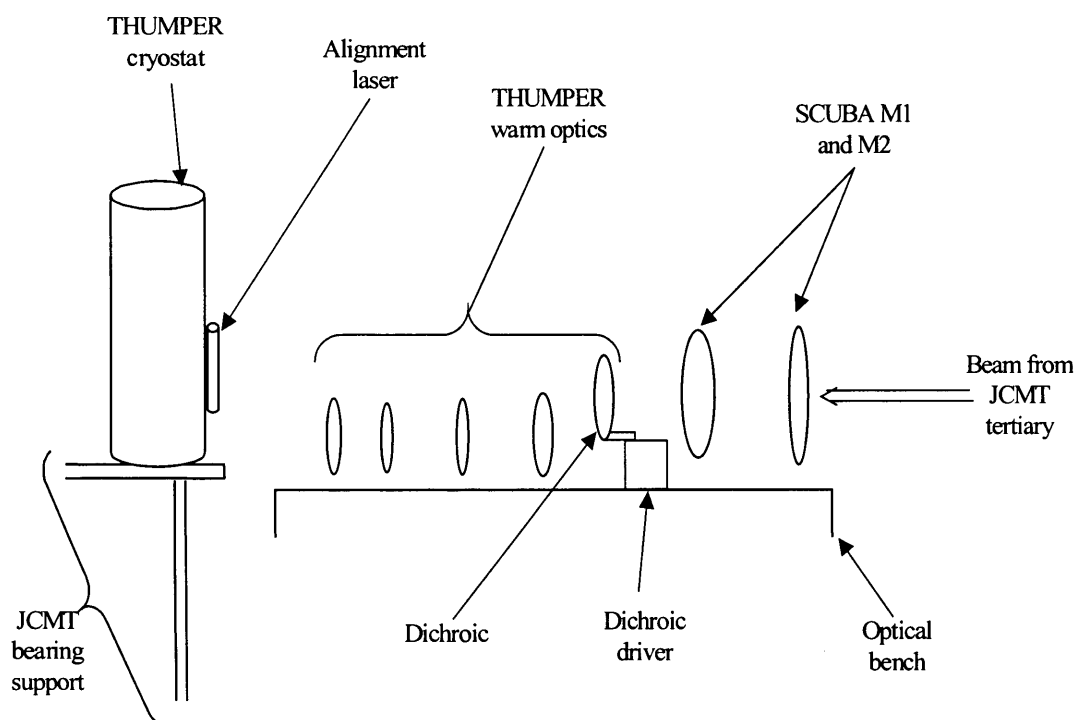 THUMPER
cryostat
Alignment
laser
THUMPER
warm optics
SCUBA M1
and M2
Beam from
JCMT
tertiary
JCMT
bearing
support
Dichroic
Dichroic
driver
Optical
bench